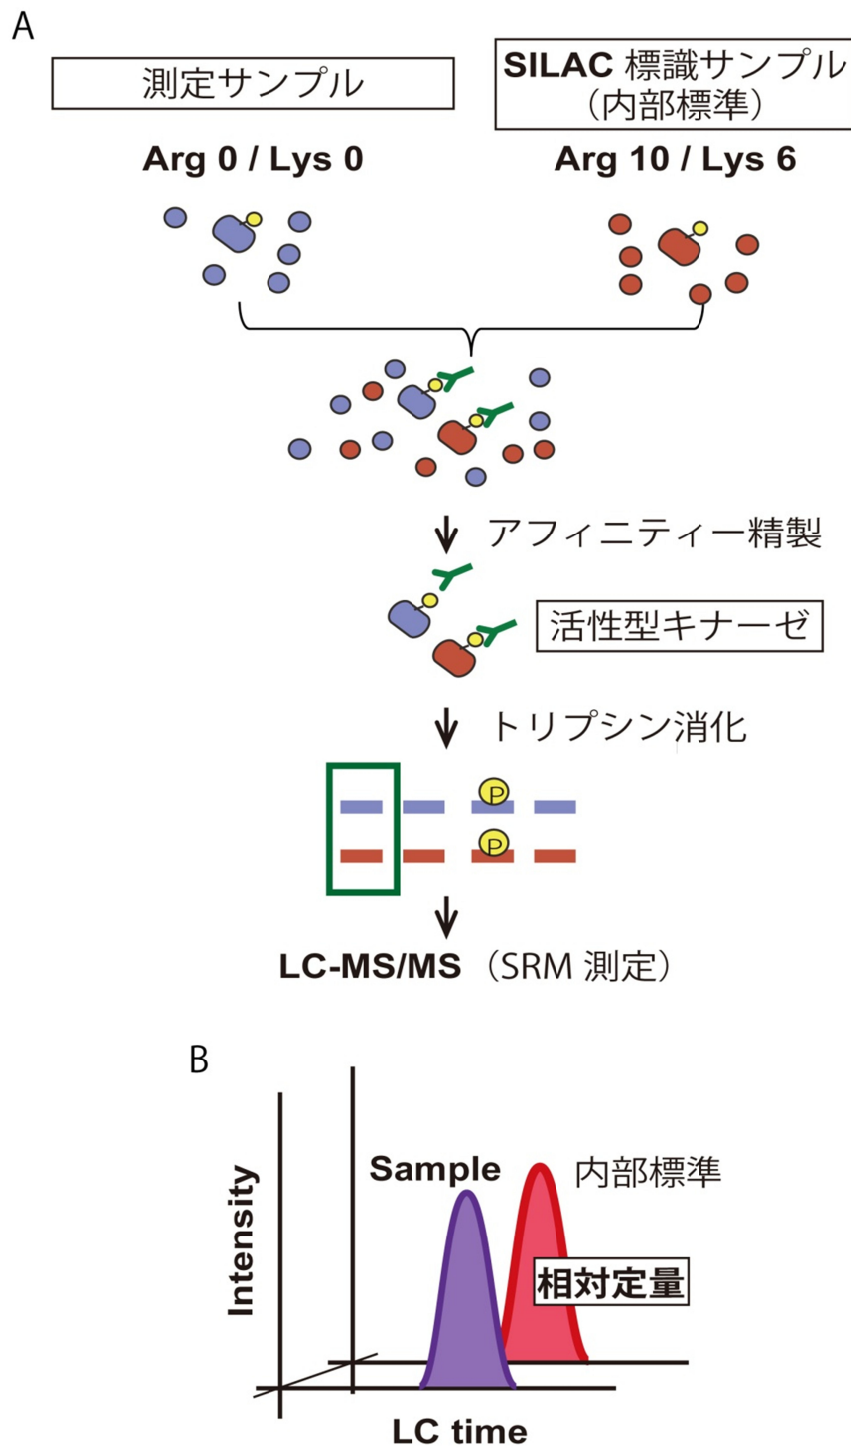 A
測定サンプル
SILAC 標識サンプル
（内部標準）
Arg 0 / Lys 0
Arg 10 / Lys 6
アフィニティー精製
活性型キナーゼ
トリプシン消化
P
P
LC-MS/MS （SRM 測定）
B
Intensity
Sample
内部標準
相対定量
LC time